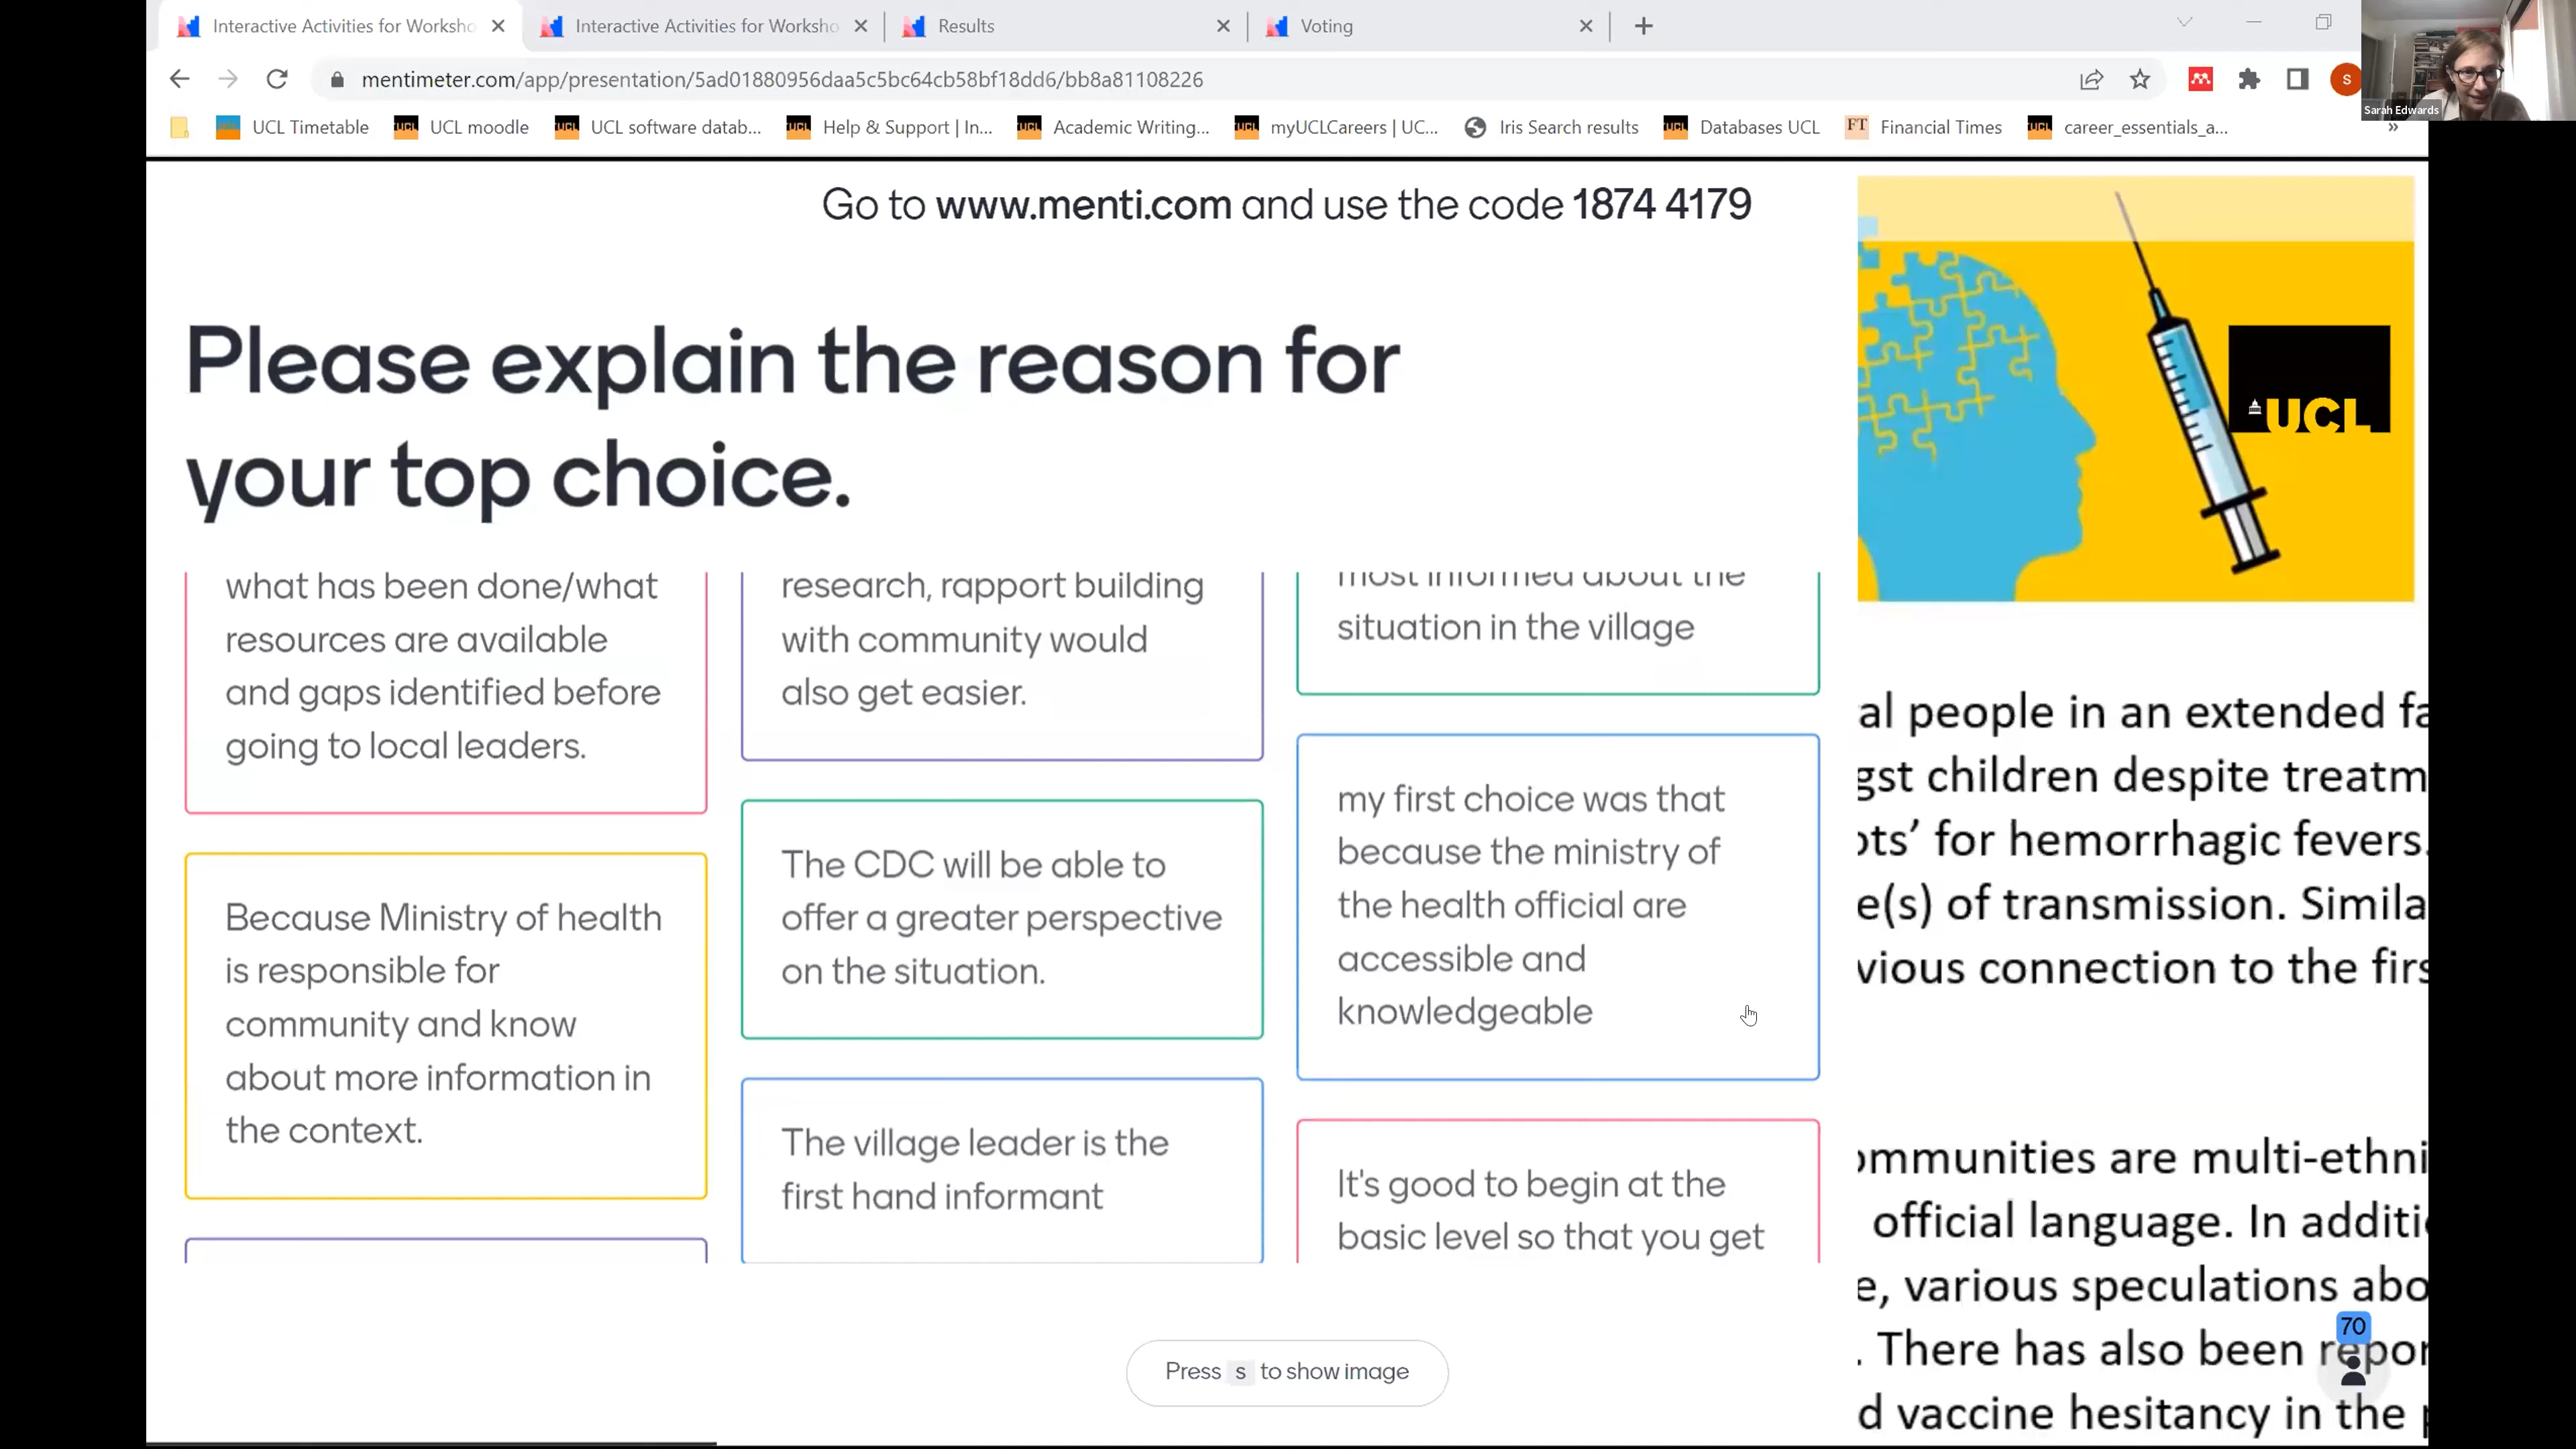 Interactive Activities for Worksho
Interactive Activities for Worksho
Results
Voting
mentimeter.com/app/presentation/5ad01880956daa5c5bc64cb58bf18dd6/bb8a81108226
s
Sarah Edwards
UCL Timetable
UCL moodle
UCL software datab...
Help & Support | In...
Academic Writing...
myUCLCareers | UC...
Iris Search results
Databases UCL
FT
Financial Times
career_essentials_a...
»
Go to www.menti.com and use the code 1874 4179
Please explain the reason for
your top choice.
UCL
what has been done/what
resources are available
and gaps identified before
going to local leaders.
Because Ministry of health
is responsible for
community and know
about more information in
the context.
research, rapport building
with community would
also get easier.
The CDC will be able to
offer a greater perspective
on the situation.
The village leader is the
first hand informant
most informed about the
situation in the village
my first choice was that
because the ministry of
the health official are
accessible and
knowledgeable
It's good to begin at the
basic level so that you get
al people in an extended fa
gst children despite treatm
ots’ for hemorrhagic fevers.
e(s) of transmission. Simila
vious connection to the firs
ommunities are multi-ethni
official language. In additi
e, various speculations abo
. There has also been repor
d vaccine hesitancy in the p
70
Press s to show image